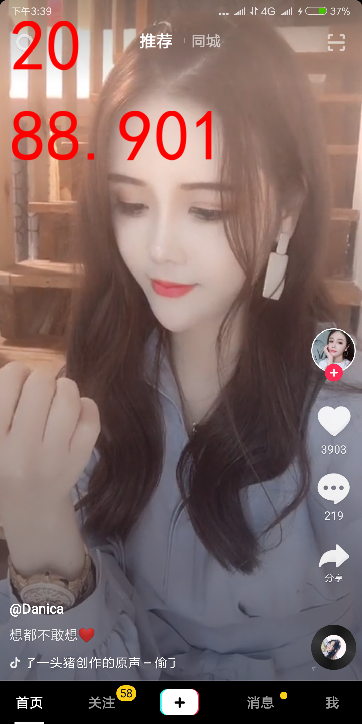 下午3:39
4G
37%
20
推荐
同城
88.901
3903
219
分享
@Danica
想都不敢想❤️
了一头猪创作的原声 - 偷了
首页
关注
58
消息
我